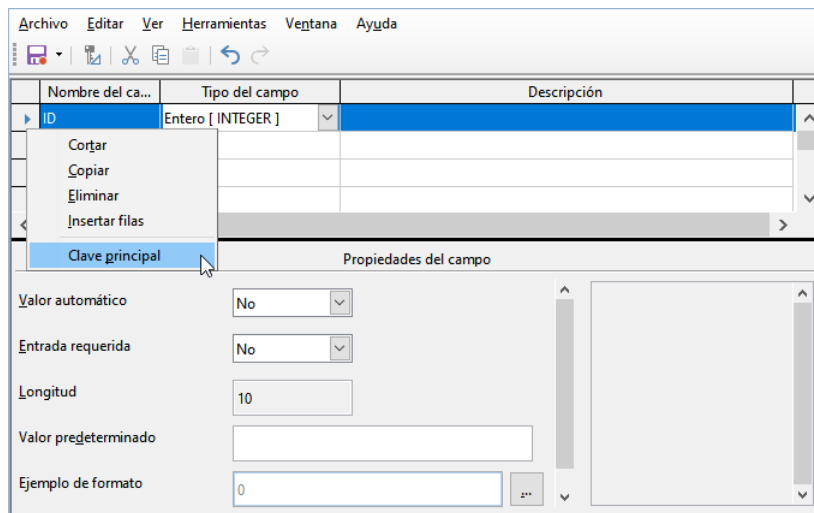 Archivo Editar Ver Herramientas Ventana Ayuda
Nombre del ca... Tipo del campo Descripción
ID Entero [ INTEGER ]
Cortar
Copiar
Eliminar
Insertar filas
Clave principal
Propiedades del campo
Valor automático No
Entrada requerida No
Longitud 10
Valor predeterminado
Ejemplo de formato 0 ...